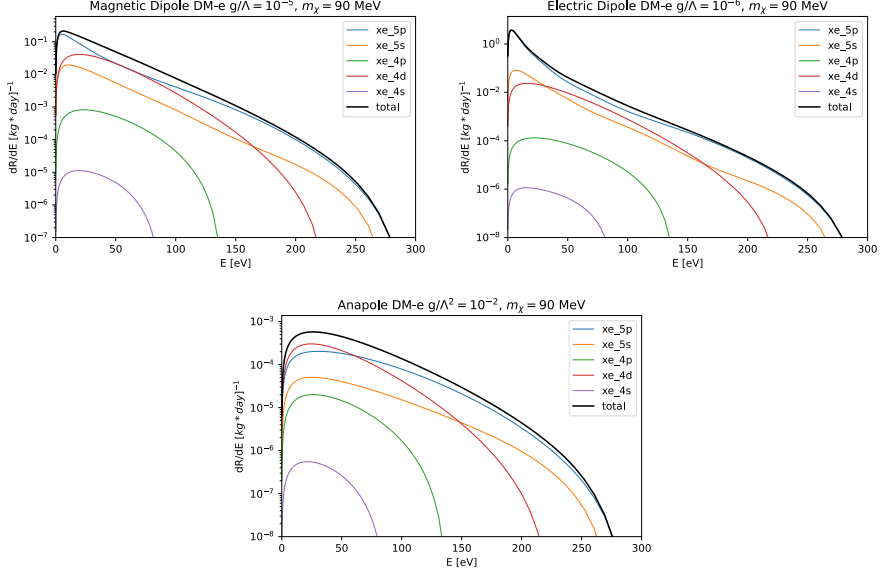 Magnetic Dipole DM-e g/Λ = 10⁻⁵, mᵪ = 90 MeV
dR/dE [kg * day]⁻¹
10⁻¹
10⁻²
10⁻³
10⁻⁴
10⁻⁵
10⁻⁶
10⁻⁷
0 50 100 150 200 250 300
E [eV]
xe_5p
xe_5s
xe_4p
xe_4d
xe_4s
total
Electric Dipole DM-e g/Λ = 10⁻⁶, mᵪ = 90 MeV
dR/dE [kg * day]⁻¹
10⁰
10⁻²
10⁻⁴
10⁻⁶
10⁻⁸
0 50 100 150 200 250 300
E [eV]
xe_5p
xe_5s
xe_4p
xe_4d
xe_4s
total
Anapole DM-e g/Λ² = 10⁻², mᵪ = 90 MeV
dR/dE [kg * day]⁻¹
10⁻³
10⁻⁴
10⁻⁵
10⁻⁶
10⁻⁷
10⁻⁸
0 50 100 150 200 250 300
E [eV]
xe_5p
xe_5s
xe_4p
xe_4d
xe_4s
total